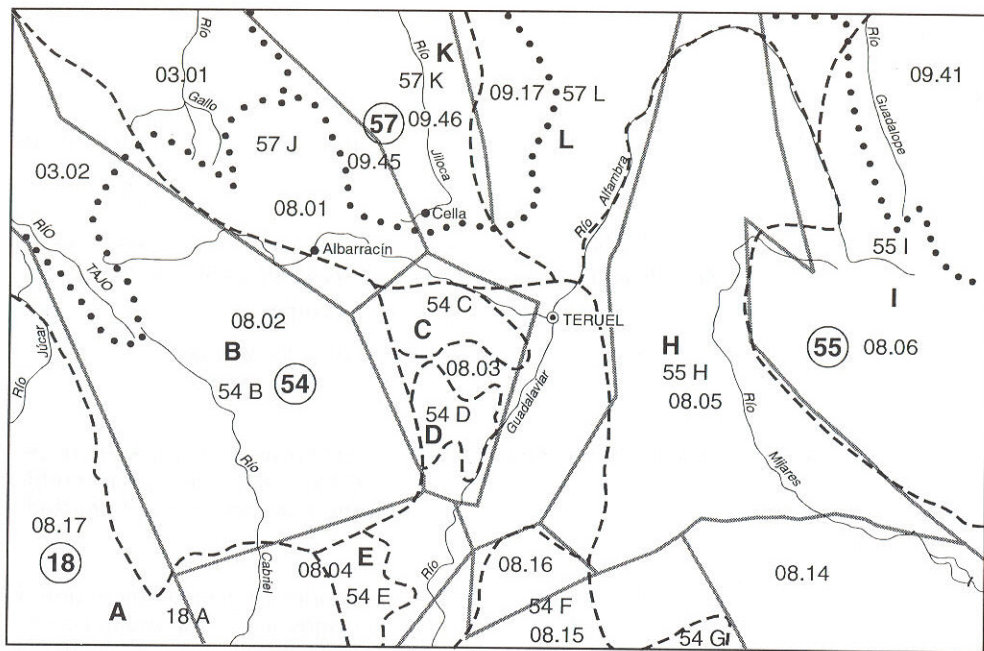 Río
03.01
Gallo
57 J
03.02
08.01
Río
K
57 K
57
09.46
09.45
Jiloca
Cella
09.17
57 L
L
Río
Alfambra
Río
Guadalope
09.41
RÍO
TAJO
Albarracín
55 I
I
Júcar
Río
08.02
B
54
54 B
54 C
C
TERUEL
08.03
54 D
D
Guadalaviar
H
55 H
08.05
55
08.06
Río
Mijares
Río
Cabriel
08.17
18
A
18 A
08.04
E
54 E
Río
08.16
54 F
08.15
54 G
08.14